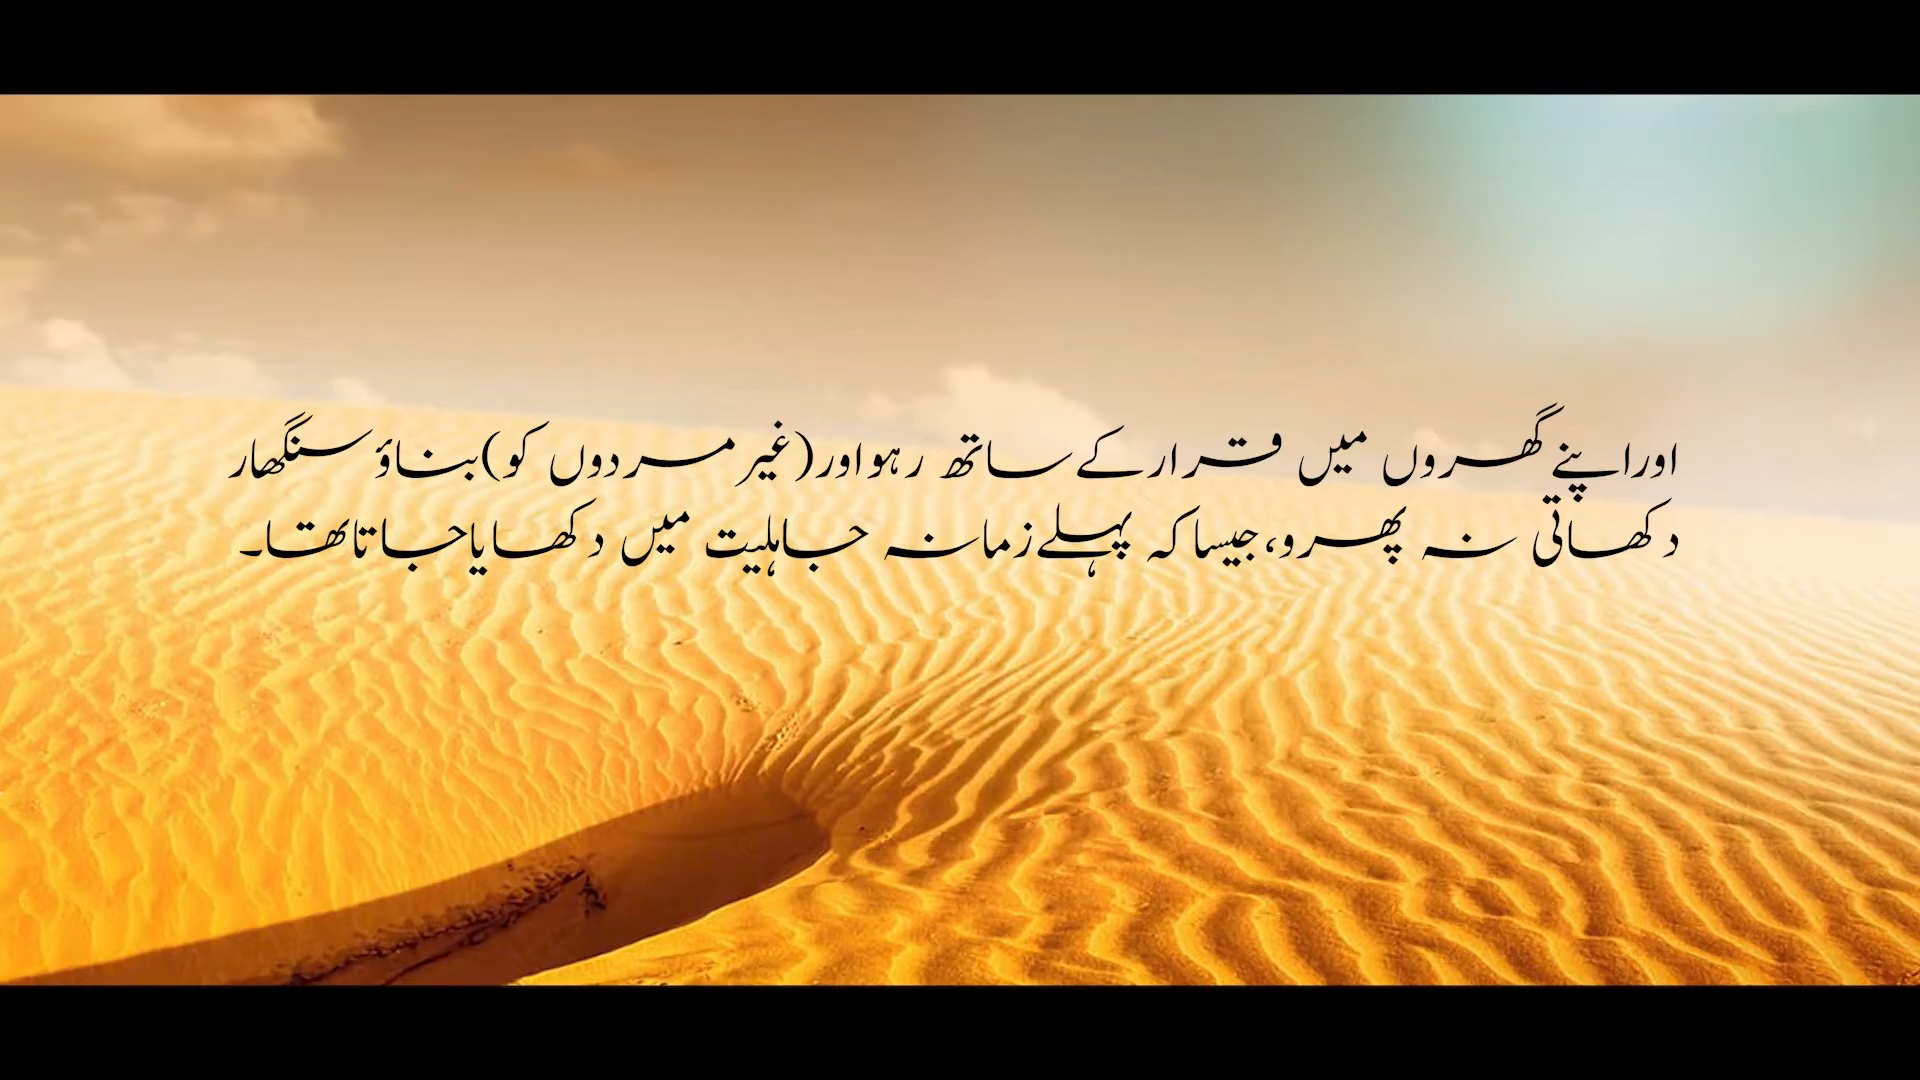 اور اپنے گھروں میں قرار کے ساتھ رہو اور (غیر مردوں کو) بناؤ سنگھار
دکھاتی نہ پھرو، جیسا کہ پہلے زمانہ جاہلیت میں دکھایا جاتا تھا۔